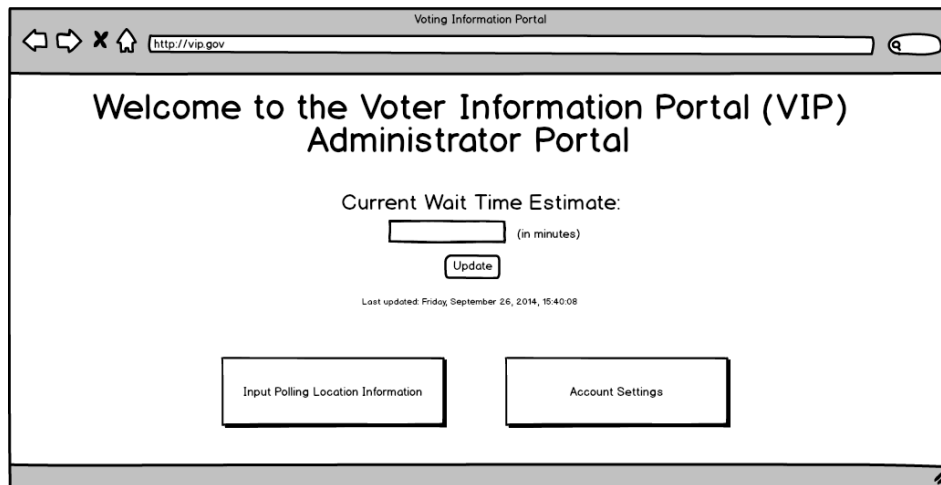 Voting Information Portal
http://vip.gov
Welcome to the Voter Information Portal (VIP)
Administrator Portal
Current Wait Time Estimate:
(in minutes)
Update
Last updated: Friday, September 26, 2014, 15:40:08
Input Polling Location Information
Account Settings